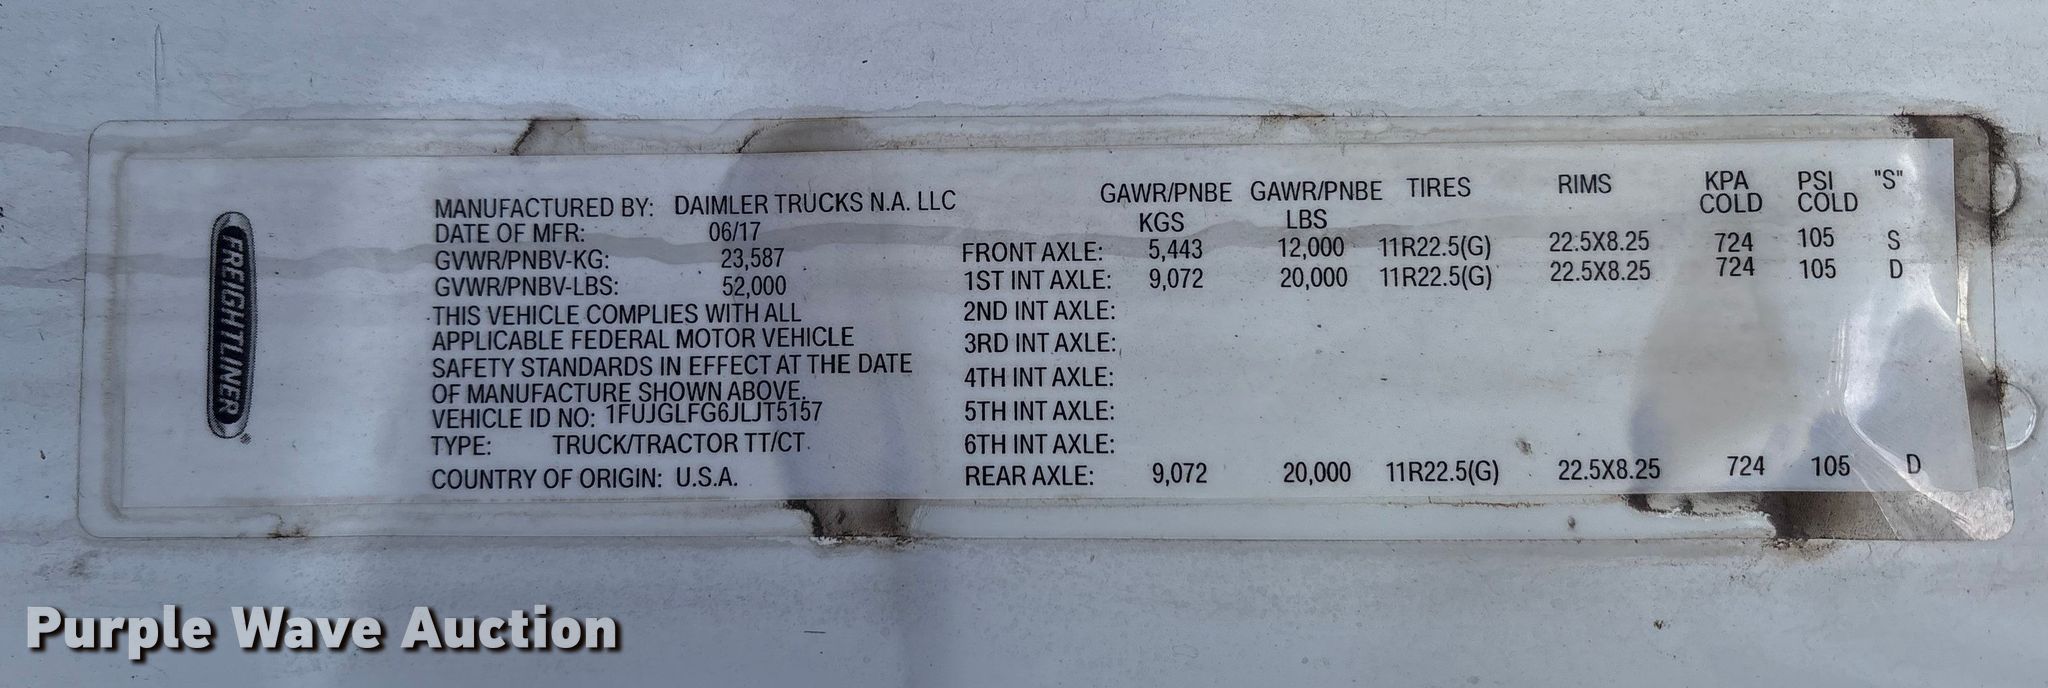 FREIGHTLINER®
MANUFACTURED BY: DAIMLER TRUCKS N.A. LLC
DATE OF MFR: 06/17
GVWR/PNBV-KG: 23,587
GVWR/PNBV-LBS: 52,000
THIS VEHICLE COMPLIES WITH ALL
APPLICABLE FEDERAL MOTOR VEHICLE
SAFETY STANDARDS IN EFFECT AT THE DATE
OF MANUFACTURE SHOWN ABOVE.
VEHICLE ID NO: 1FUJGLFG6JLJT5157
TYPE: TRUCK/TRACTOR TT/CT
COUNTRY OF ORIGIN: U.S.A.
GAWR/PNBE GAWR/PNBE TIRES RIMS KPA PSI "S"
KGS LBS COLD COLD
FRONT AXLE: 5,443 12,000 11R22.5(G) 22.5X8.25 724 105 S
1ST INT AXLE: 9,072 20,000 11R22.5(G) 22.5X8.25 724 105 D
2ND INT AXLE:
3RD INT AXLE:
4TH INT AXLE:
5TH INT AXLE:
6TH INT AXLE:
REAR AXLE: 9,072 20,000 11R22.5(G) 22.5X8.25 724 105 D
Purple Wave Auction